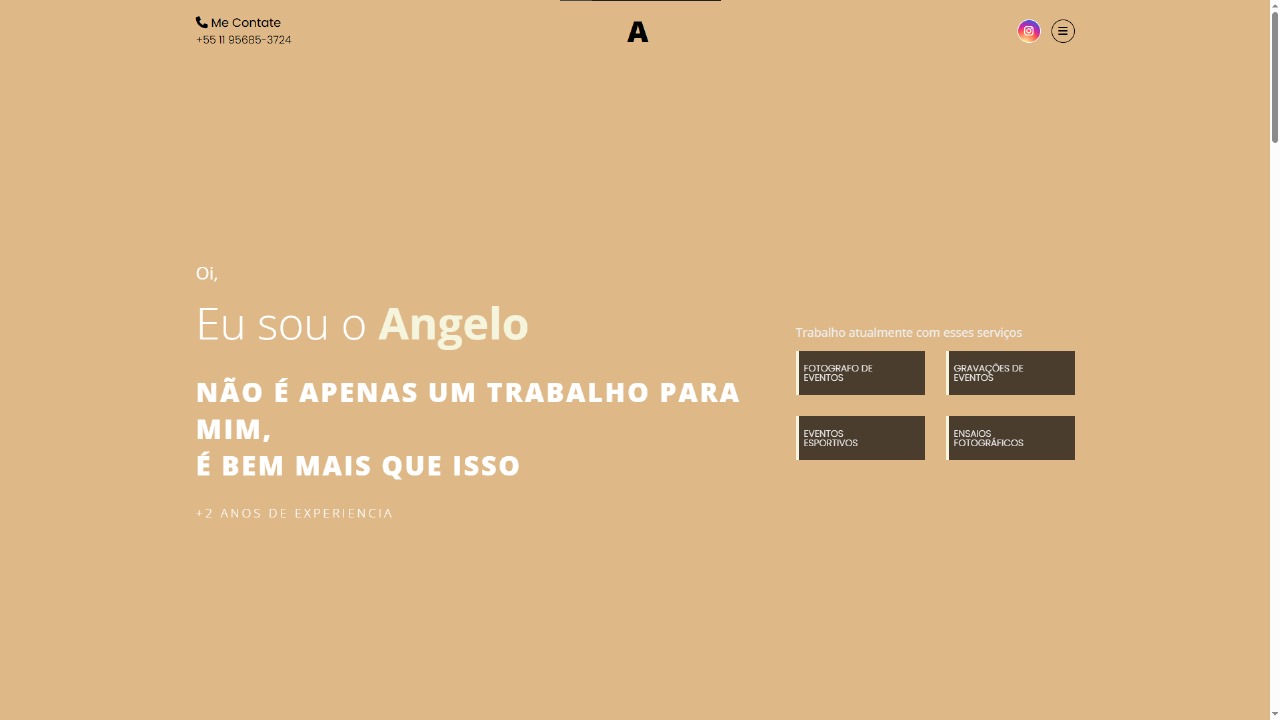 Me Contate
+55 11 95685-3724
A
Oi,
Eu sou o Angelo
NÃO É APENAS UM TRABALHO PARA
MIM,
É BEM MAIS QUE ISSO
+2 ANOS DE EXPERIENCIA
Trabalho atualmente com esses serviços
FOTOGRAFO DE
EVENTOS
GRAVAÇÕES DE
EVENTOS
EVENTOS
ESPORTIVOS
ENSAIOS
FOTOGRÁFICOS